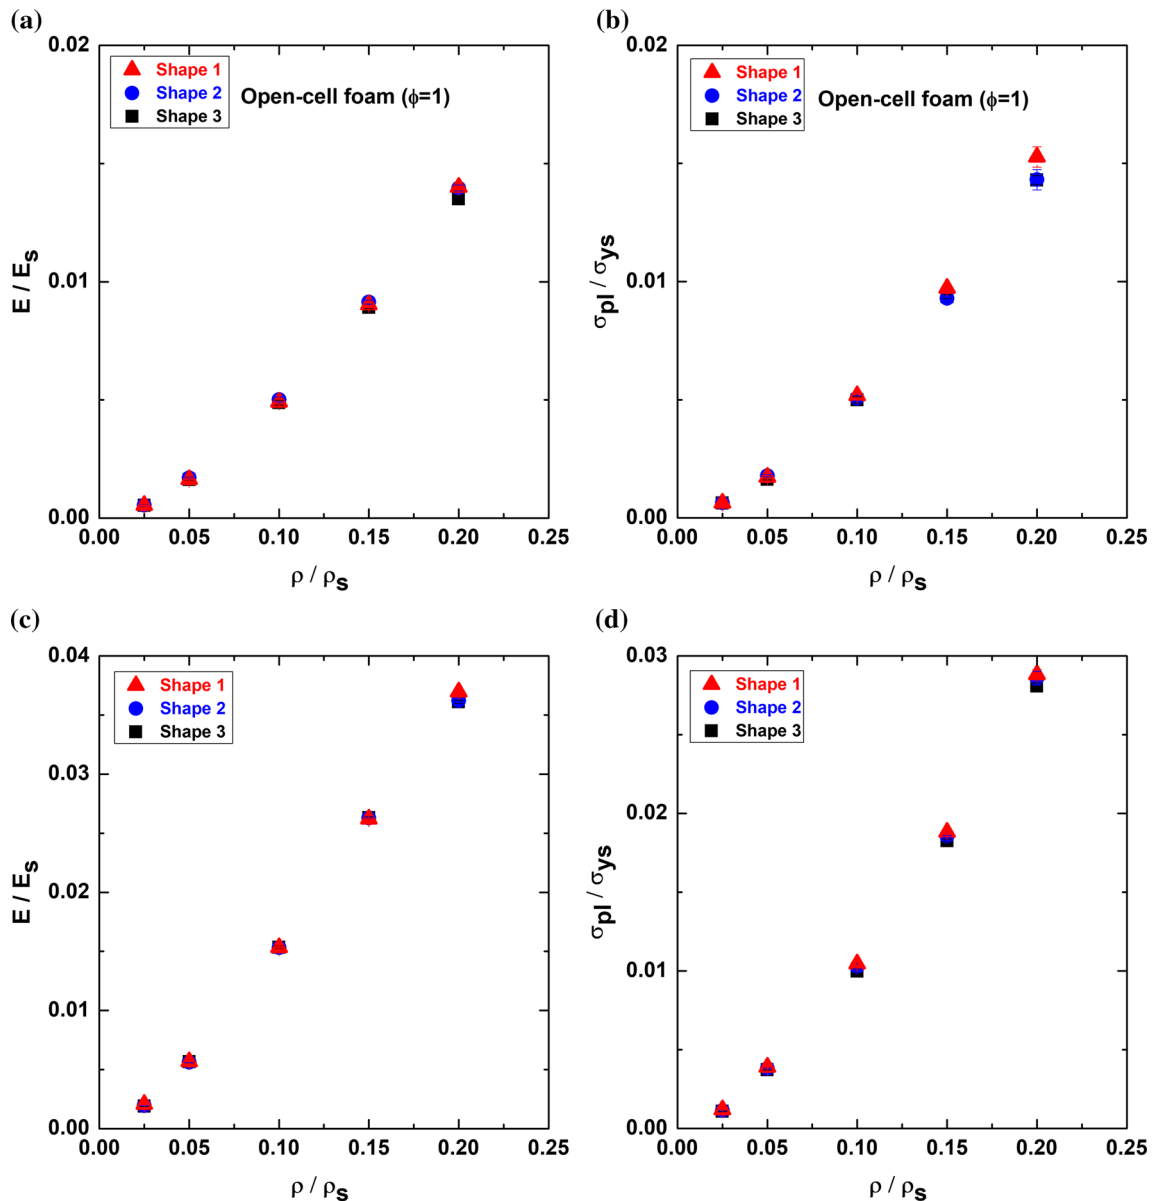 (a)
0.02
Shape 1
Shape 2
Shape 3
Open-cell foam (ϕ=1)
0.01
0.00
E / Es
0.00 0.05 0.10 0.15 0.20 0.25
ρ / ρs
(b)
0.02
Shape 1
Shape 2
Shape 3
Open-cell foam (ϕ=1)
0.01
0.00
σpl / σys
0.00 0.05 0.10 0.15 0.20 0.25
ρ / ρs
(c)
0.04
Shape 1
Shape 2
Shape 3
0.03
0.02
0.01
0.00
E / Es
0.00 0.05 0.10 0.15 0.20 0.25
ρ / ρs
(d)
0.03
Shape 1
Shape 2
Shape 3
0.02
0.01
0.00
σpl / σys
0.00 0.05 0.10 0.15 0.20 0.25
ρ / ρs